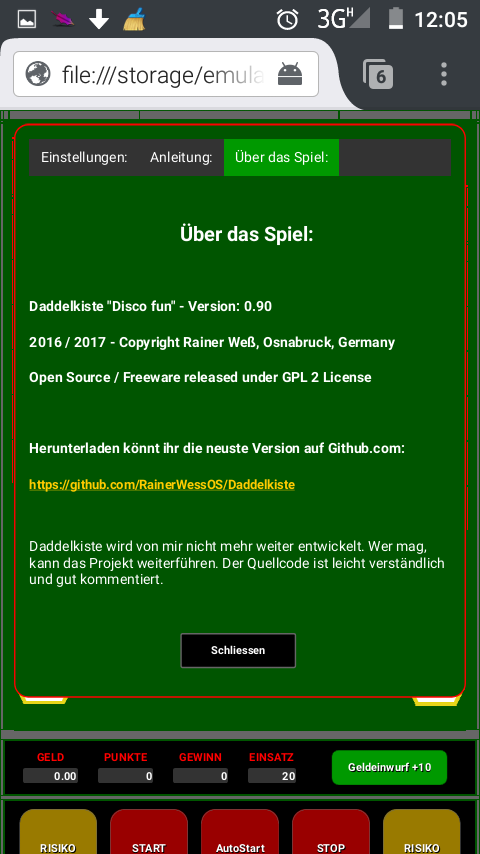 3G H 12:05
file:///storage/emula
6
Einstellungen: Anleitung: Über das Spiel:
Über das Spiel:
Daddelkiste "Disco fun" - Version: 0.90
2016 / 2017 - Copyright Rainer Weß, Osnabruck, Germany
Open Source / Freeware released under GPL 2 License
Herunterladen könnt ihr die neuste Version auf Github.com:
https://github.com/RainerWessOS/Daddelkiste
Daddelkiste wird von mir nicht mehr weiter entwickelt. Wer mag,
kann das Projekt weiterführen. Der Quellcode ist leicht verständlich
und gut kommentiert.
Schliessen
GELD PUNKTE GEWINN EINSATZ
0.00 0 0 20
Geldeinwurf +10
RISIKO START AutoStart STOP RISIKO